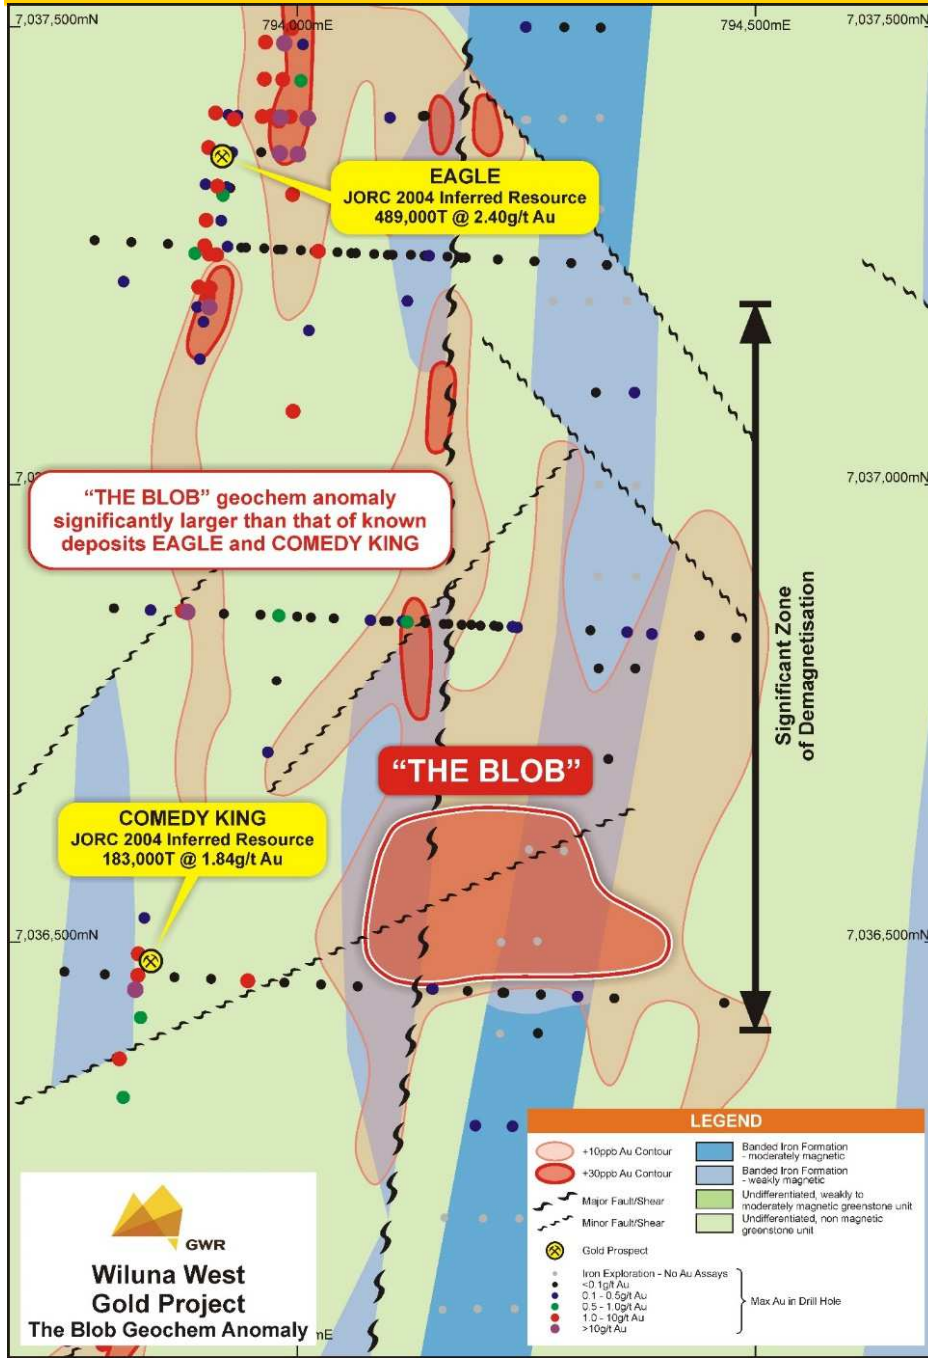 7,037,500mN
794,000mE
794,500mE
7,037,500mN
EAGLE
JORC 2004 Inferred Resource
489,000T @ 2.40g/t Au
7,0
7,037,000mN
“THE BLOB” geochem anomaly
significantly larger than that of known
deposits EAGLE and COMEDY KING
Significant Zone
of Demagnetisation
“THE BLOB”
COMEDY KING
JORC 2004 Inferred Resource
183,000T @ 1.84g/t Au
7,036,500mN
7,036,500mN
LEGEND
+10ppb Au Contour
+30ppb Au Contour
Major Fault/Shear
Minor Fault/Shear
Gold Prospect
Banded Iron Formation
- moderately magnetic
Banded Iron Formation
- weakly magnetic
Undifferentiated, weakly to
moderately magnetic greenstone unit
Undifferentiated, non magnetic
greenstone unit
Iron Exploration - No Au Assays
<0.1g/t Au
0.1 - 0.5g/t Au
0.5 - 1.0g/t Au
1.0 - 10g/t Au
>10g/t Au
Max Au in Drill Hole
GWR
Wiluna West
Gold Project
The Blob Geochem Anomaly
mE